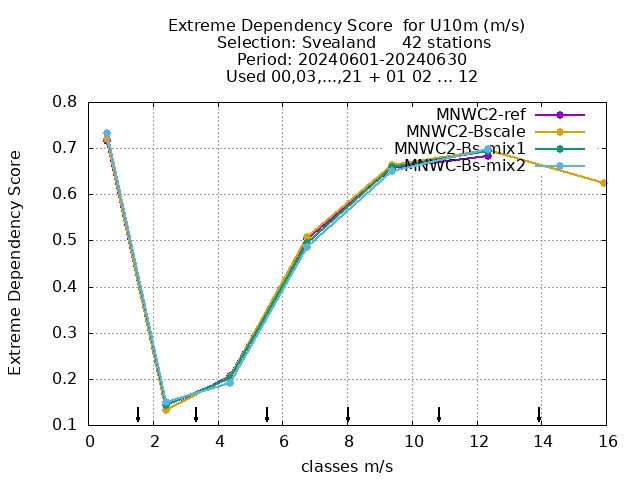 Extreme Dependency Score  for U10m (m/s)
Selection: Svealand     42 stations
Period: 20240601-20240630
Used 00,03,...,21 + 01 02 ... 12
Extreme Dependency Score
0.8
0.7
0.6
0.5
0.4
0.3
0.2
0.1
MNWC2-ref
MNWC2-Bscale
MNWC2-Bs-mix1
MNWC-Bs-mix2
0 2 4 6 8 10 12 14 16
classes m/s